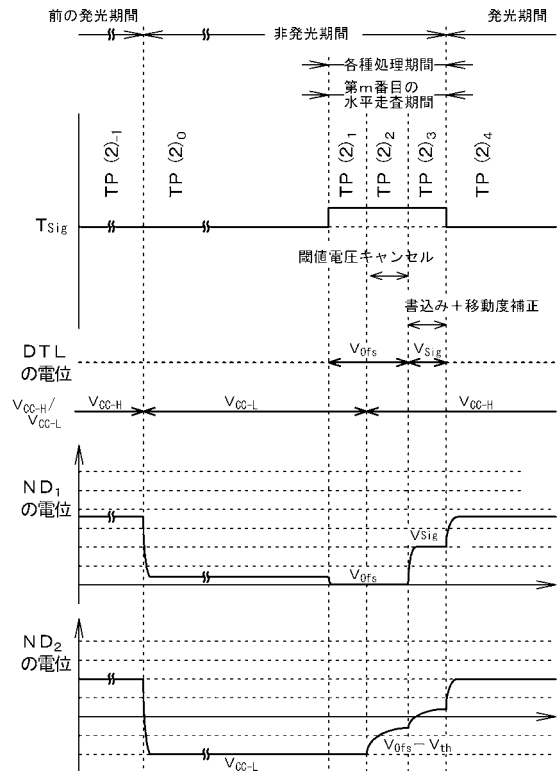 前の発光期間
非発光期間
発光期間
各種処理期間
第m番目の
水平走査期間
TP(2)-1
TP(2)0
TP(2)1
TP(2)2
TP(2)3
TP(2)4
TSig
閾値電圧キャンセル
書込み+移動度補正
DTL
の電位
VOfs
VSig
VCC-H/
VCC-L
VCC-H
VCC-L
VCC-H
ND1
の電位
VSig
VOfs
ND2
の電位
VCC-L
VOfs-Vth